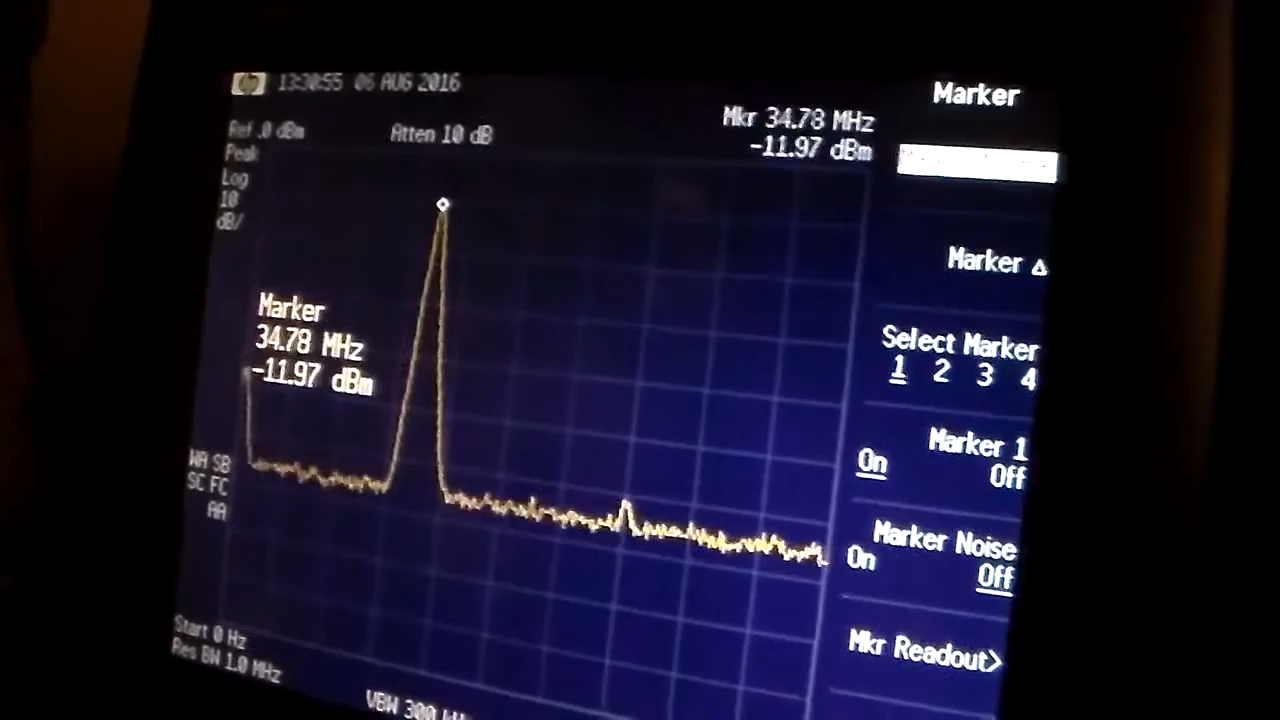 13:30:55 06 AUG 2016
Marker
Mkr 34.78 MHz
-11.97 dBm
Ref .0 dBm
Atten 10 dB
Peak
Log
10
dB/
Marker Δ
Marker
34.78 MHz
-11.97 dBm
Select Marker
1 2 3 4
Marker 1
On Off
WA SB
SC FC
AA
Marker Noise
On Off
Start 0 Hz
Res BW 1.0 MHz
Mkr Readout>
VBW 300